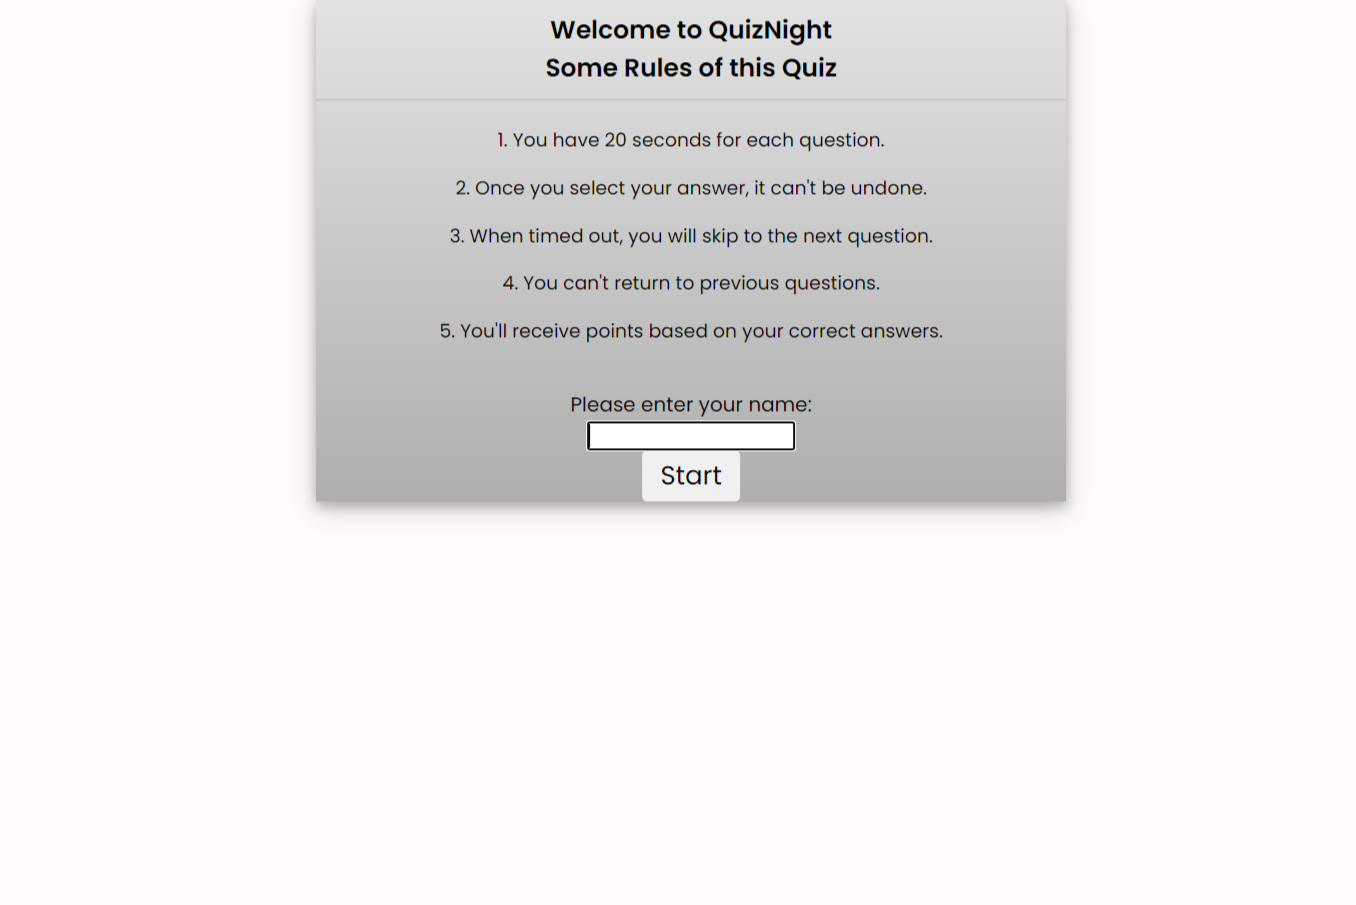 Welcome to QuizNight
Some Rules of this Quiz
1. You have 20 seconds for each question.
2. Once you select your answer, it can't be undone.
3. When timed out, you will skip to the next question.
4. You can't return to previous questions.
5. You'll receive points based on your correct answers.
Please enter your name:
Start